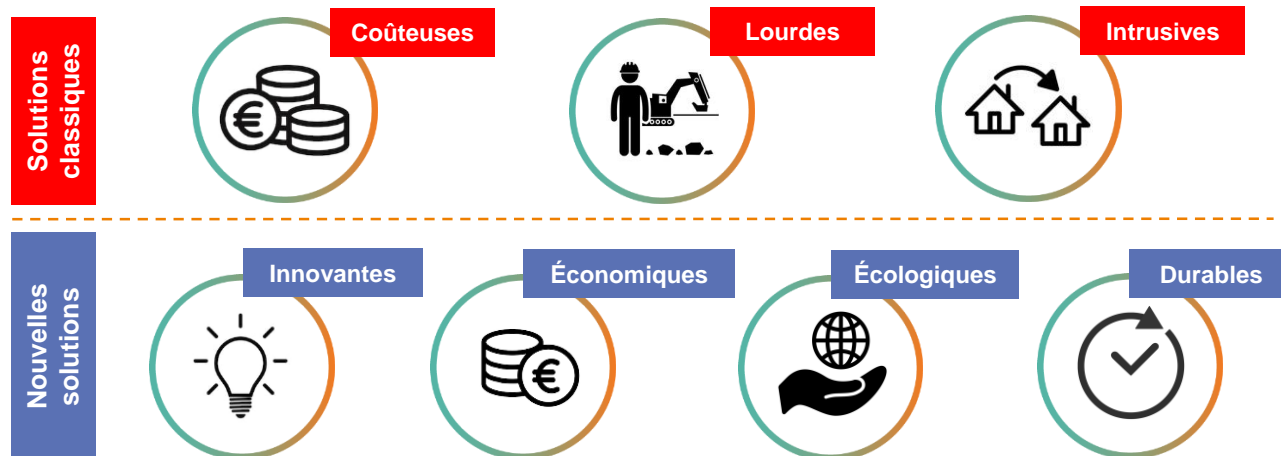 Solutions
classiques
Coûteuses
Lourdes
Intrusives
Nouvelles
solutions
Innovantes
Économiques
Écologiques
Durables